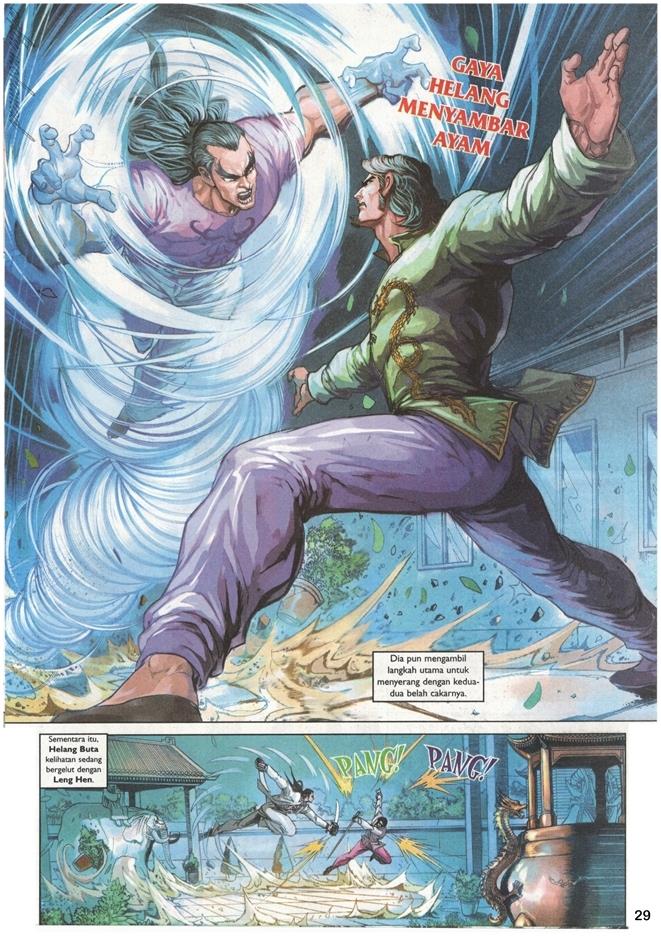 GAYA
HELANG
MENYAMBAR
AYAM
Dia pun mengambil
langkah utama untuk
menyerang dengan kedua-
dua belah cakarnya.
Sementara itu,
Helang Buta
kelihatan sedang
bergelut dengan
Leng Hen.
PANG!
PANG!
29